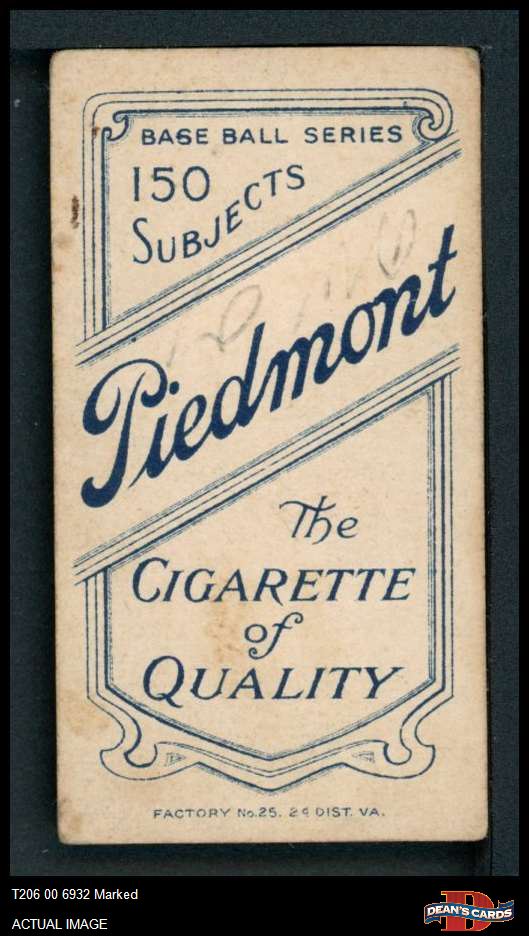 BASE BALL SERIES
150
SUBJECTS
Piedmont
The
CIGARETTE
of
QUALITY
FACTORY No. 25. 2d DIST. VA.
T206 00 6932 Marked
ACTUAL IMAGE
D
DEAN'S CARDS